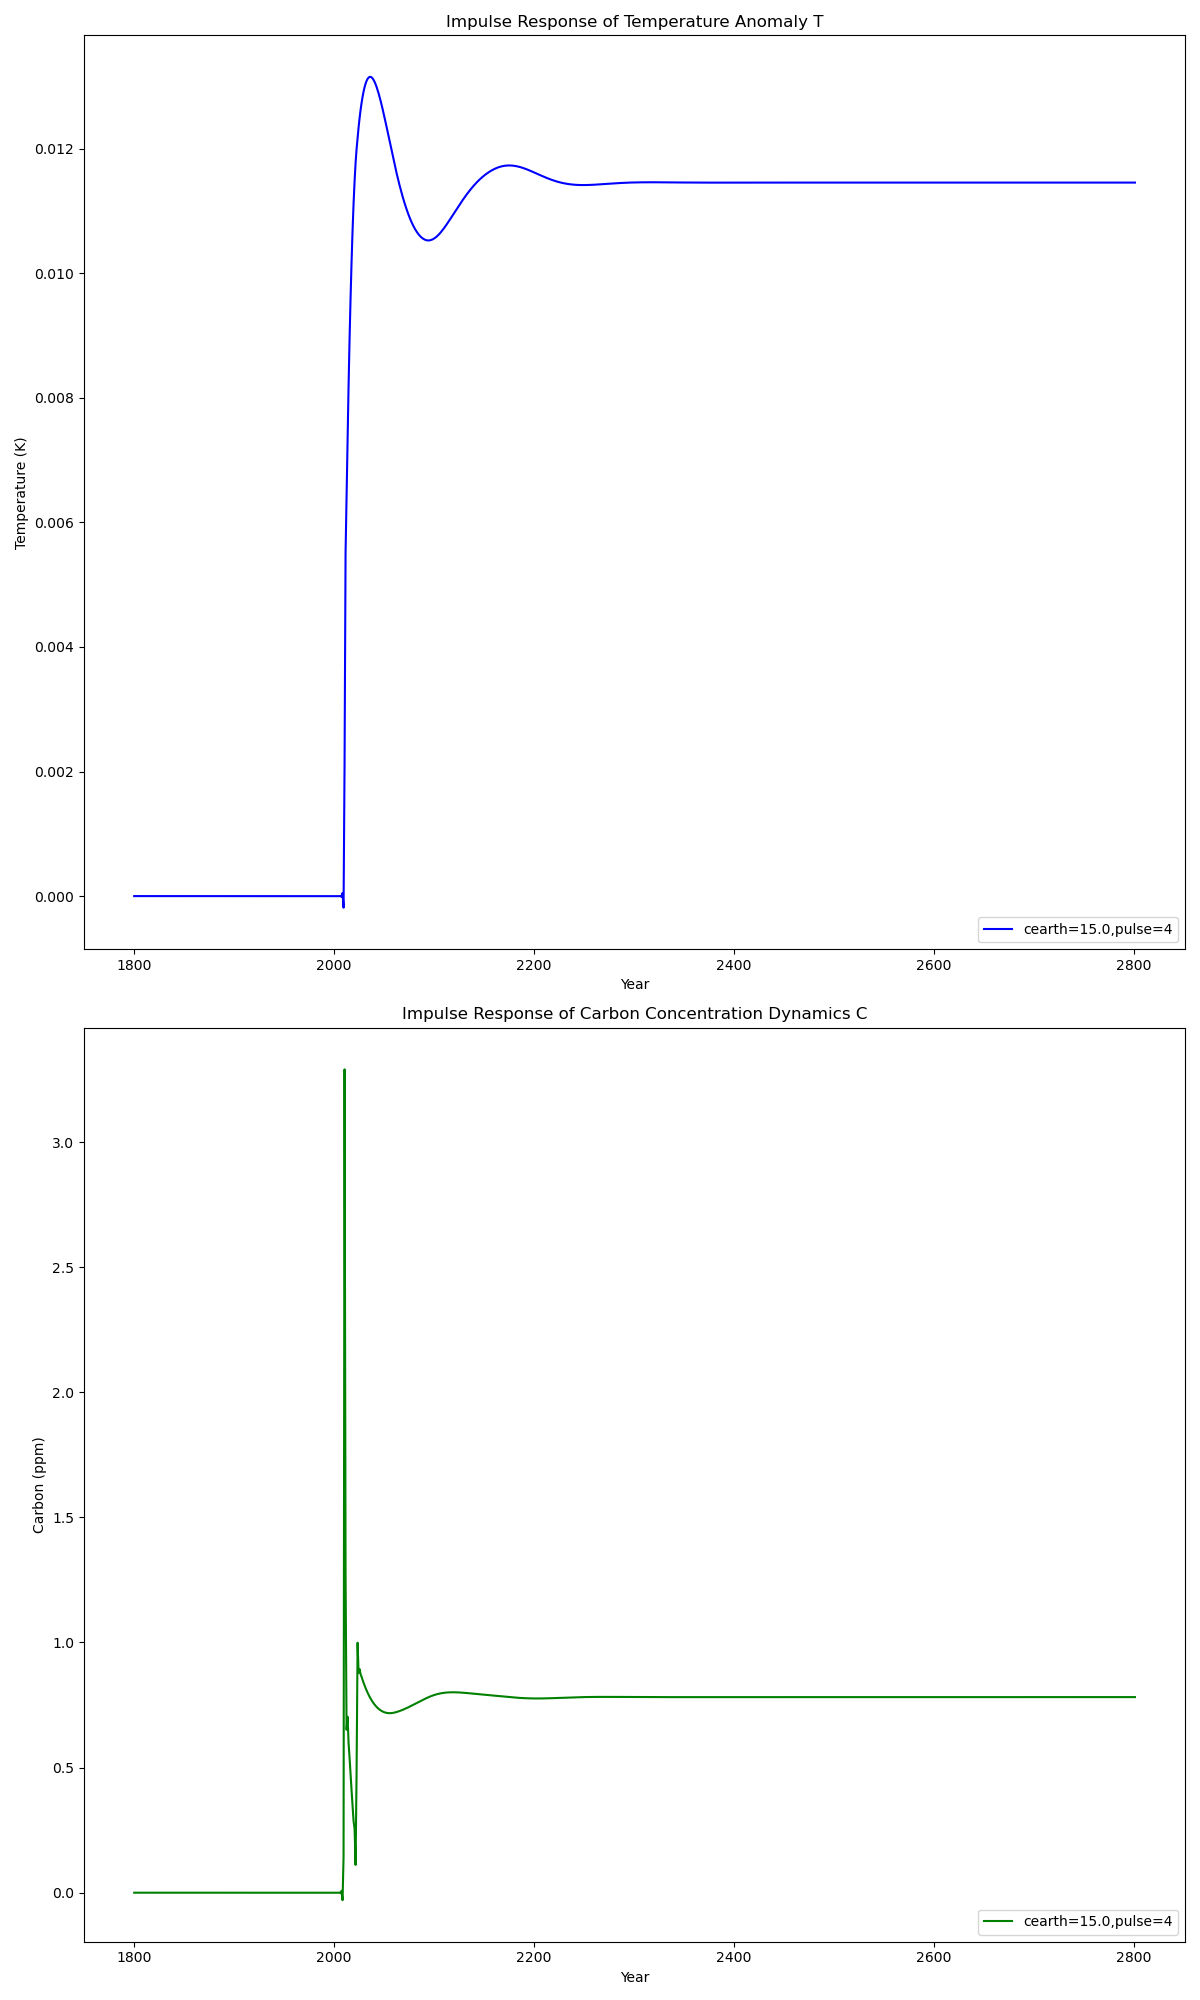 Impulse Response of Temperature Anomaly T
0.012
0.010
0.008
0.006
0.004
0.002
0.000
Temperature (K)
1800 2000 2200 2400 2600 2800
Year
cearth=15.0,pulse=4
Impulse Response of Carbon Concentration Dynamics C
3.0
2.5
2.0
1.5
1.0
0.5
0.0
Carbon (ppm)
1800 2000 2200 2400 2600 2800
Year
cearth=15.0,pulse=4